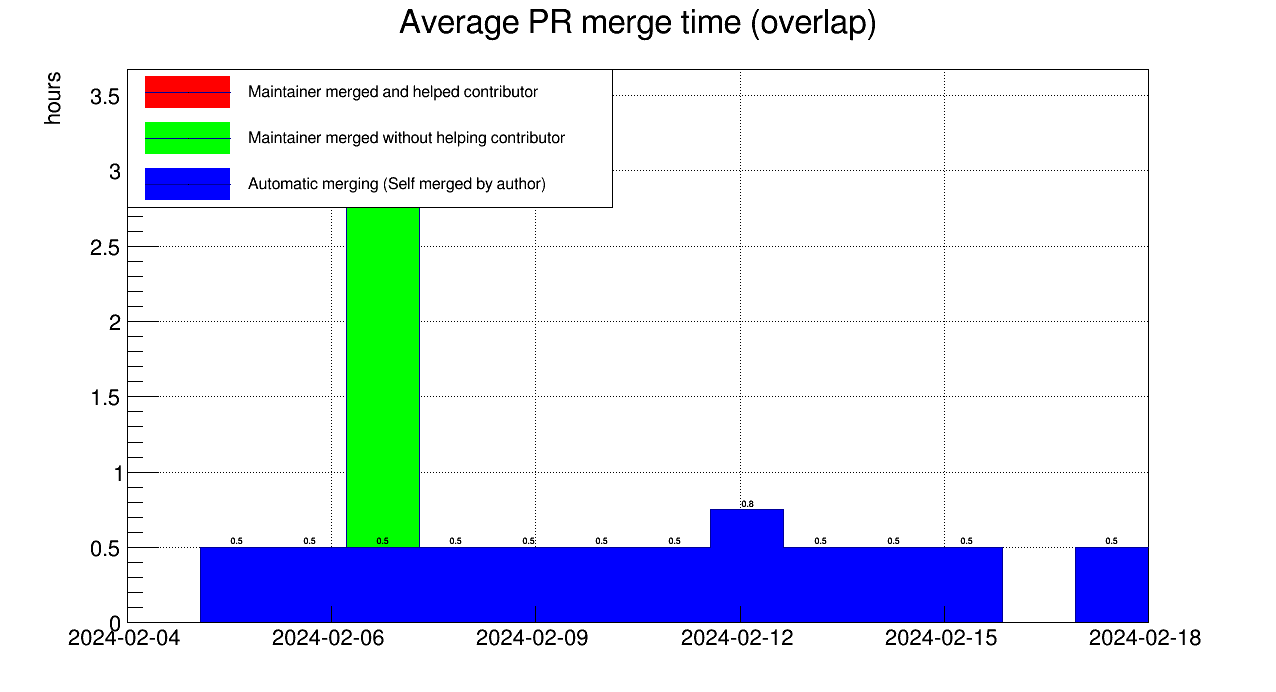 Average PR merge time (overlap)
hours
Maintainer merged and helped contributor
Maintainer merged without helping contributor
Automatic merging (Self merged by author)
3.5
3
2.5
2
1.5
1
0.5
0
0.5 0.5 0.5 0.5 0.5 0.5 0.5 0.8 0.5 0.5 0.5 0.5
2024-02-04 2024-02-06 2024-02-09 2024-02-12 2024-02-15 2024-02-18